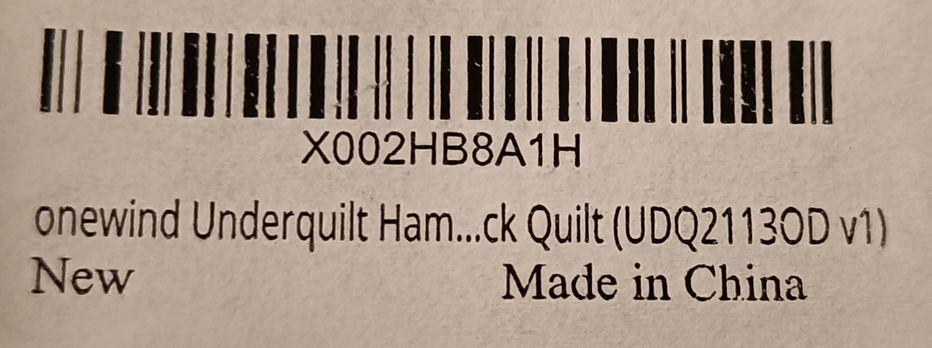 X002HB8A1H
onewind Underquilt Ham...ck Quilt (UDQ2113OD v1)
New Made in China